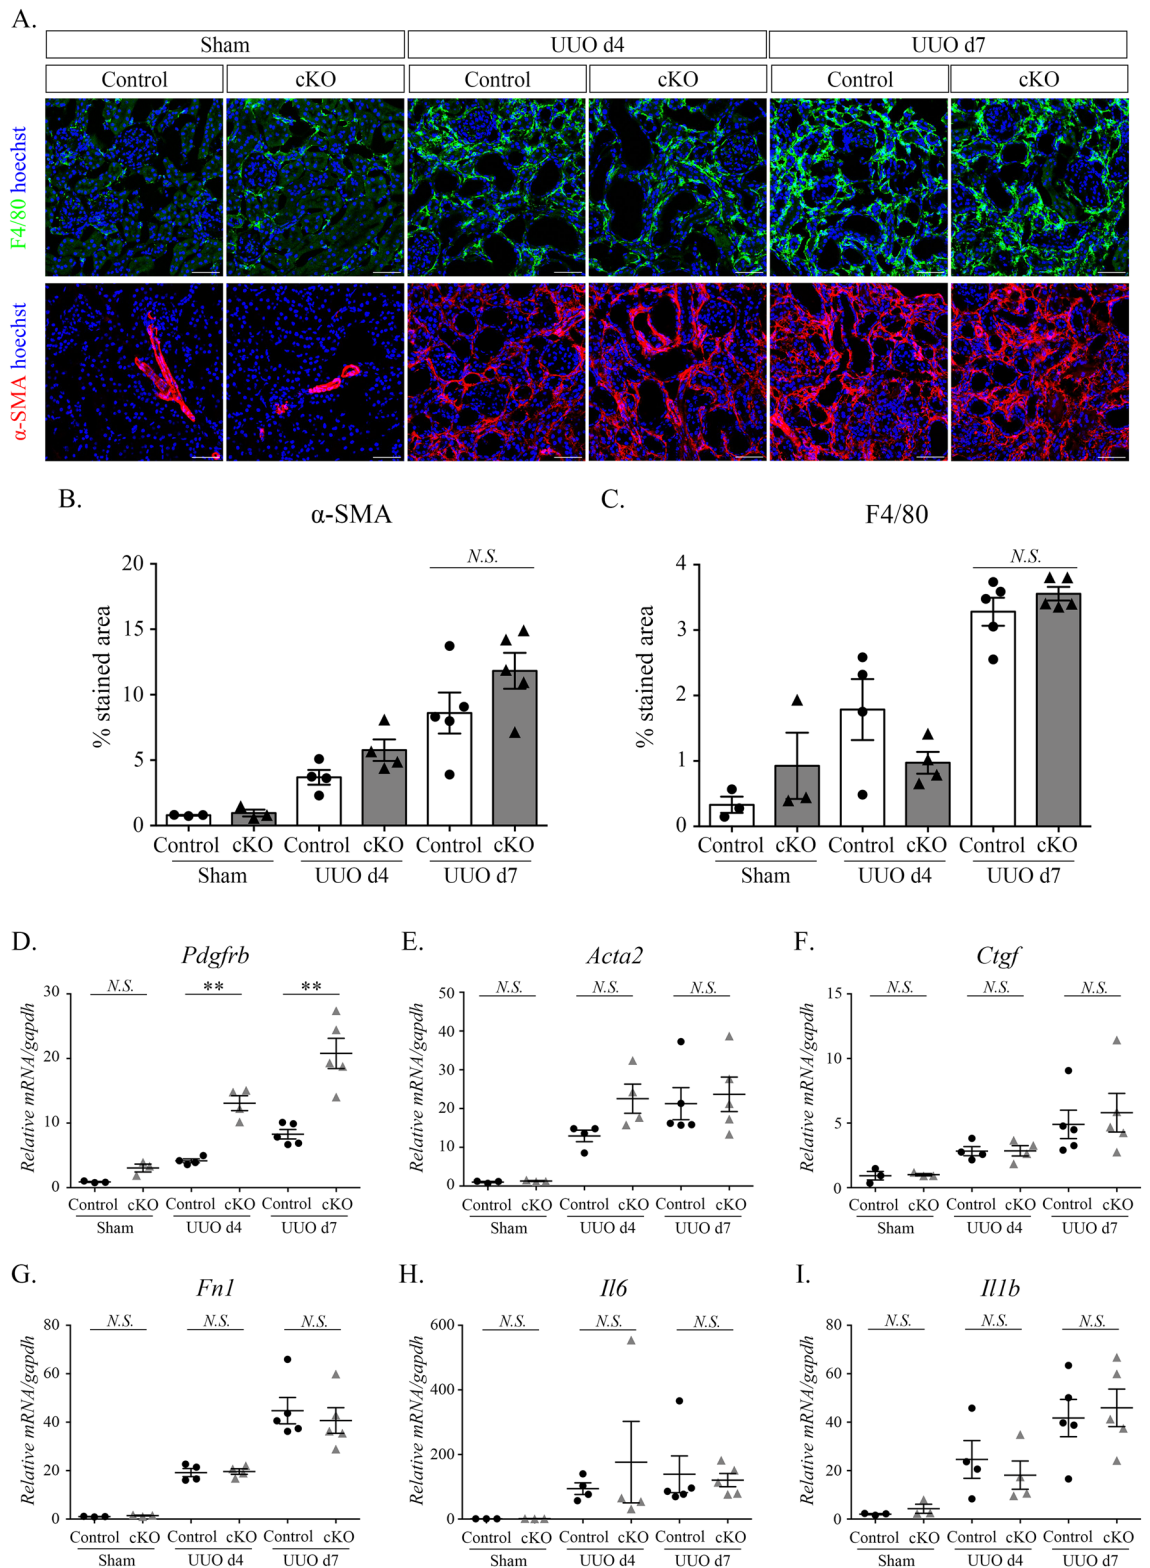 A.
Sham UUO d4 UUO d7
Control cKO Control cKO Control cKO
F4/80 hoechst
α-SMA hoechst
B.
α-SMA
% stained area
20
15
10
5
0
N.S.
Control cKO Control cKO Control cKO
Sham UUO d4 UUO d7
C.
F4/80
% stained area
4
3
2
1
0
N.S.
Control cKO Control cKO Control cKO
Sham UUO d4 UUO d7
D.
Pdgfrb
Relative mRNA/gapdh
30
20
10
0
N.S. ** **
Control cKO Control cKO Control cKO
Sham UUO d4 UUO d7
E.
Acta2
Relative mRNA/gapdh
50
40
30
20
10
0
N.S. N.S. N.S.
Control cKO Control cKO Control cKO
Sham UUO d4 UUO d7
F.
Ctgf
Relative mRNA/gapdh
15
10
5
0
N.S. N.S. N.S.
Control cKO Control cKO Control cKO
Sham UUO d4 UUO d7
G.
Fn1
Relative mRNA/gapdh
80
60
40
20
0
N.S. N.S. N.S.
Control cKO Control cKO Control cKO
Sham UUO d4 UUO d7
H.
Il6
Relative mRNA/gapdh
600
400
200
0
N.S. N.S. N.S.
Control cKO Control cKO Control cKO
Sham UUO d4 UUO d7
I.
Il1b
Relative mRNA/gapdh
80
60
40
20
0
N.S. N.S. N.S.
Control cKO Control cKO Control cKO
Sham UUO d4 UUO d7